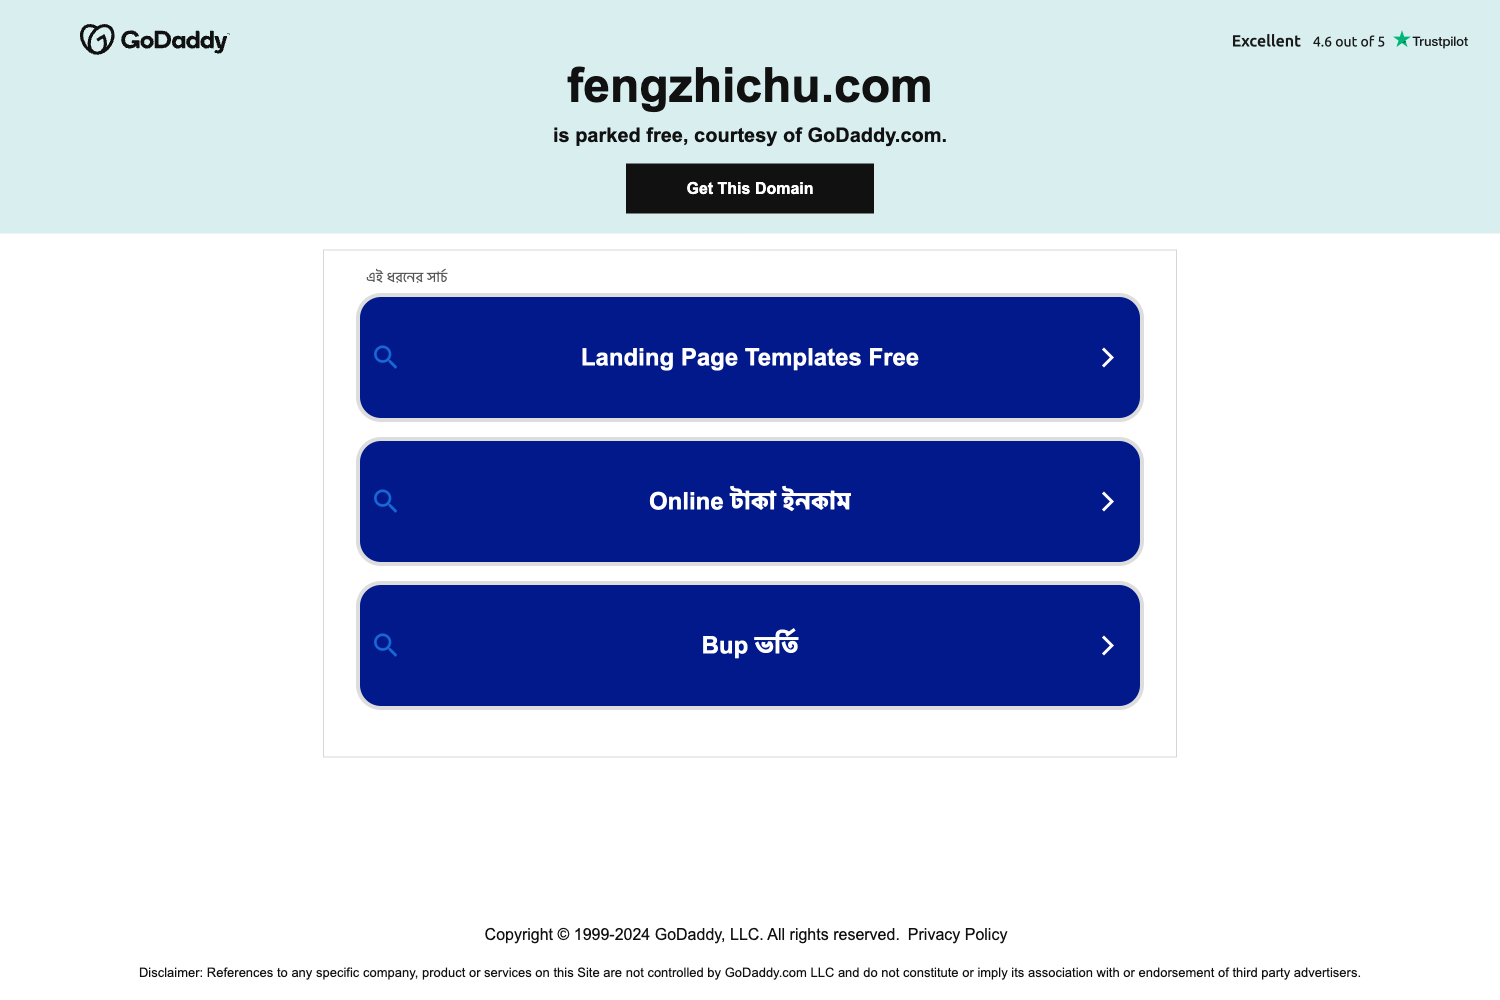 GoDaddy
Excellent 4.6 out of 5 Trustpilot
fengzhichu.com
is parked free, courtesy of GoDaddy.com.
Get This Domain
এই ধরনের সার্চ
Landing Page Templates Free
Online টাকা ইনকাম
Bup ভর্তি
Copyright © 1999-2024 GoDaddy, LLC. All rights reserved. Privacy Policy
Disclaimer: References to any specific company, product or services on this Site are not controlled by GoDaddy.com LLC and do not constitute or imply its association with or endorsement of third party advertisers.